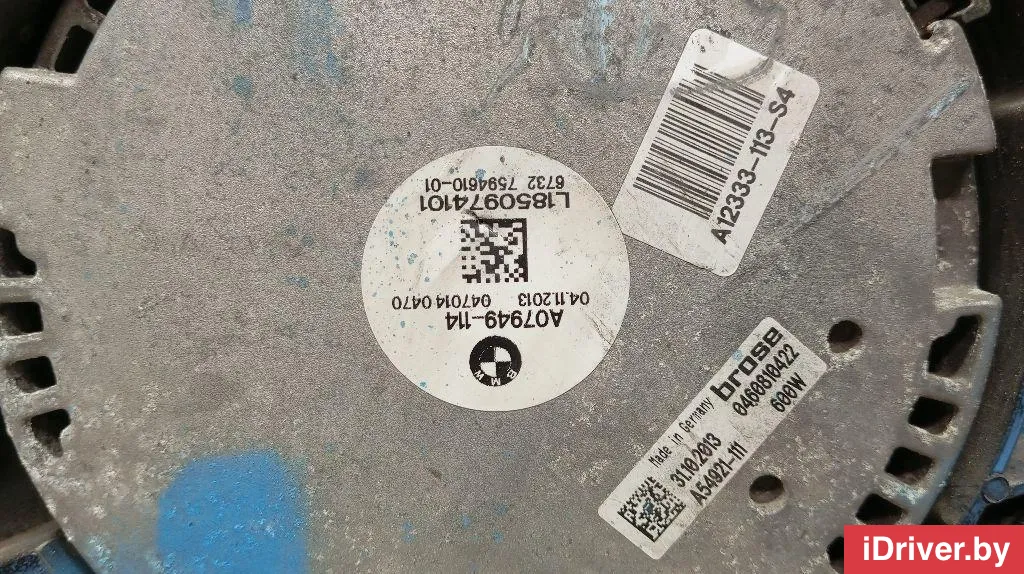 A12333-113-S4
BMW
A07949-114
04.11.2013 047014 0470
L1850974101
6732 7594610-01
Made in Germany brose
31.10.2013 0460810422
A54921-111 600W
iDriver.by